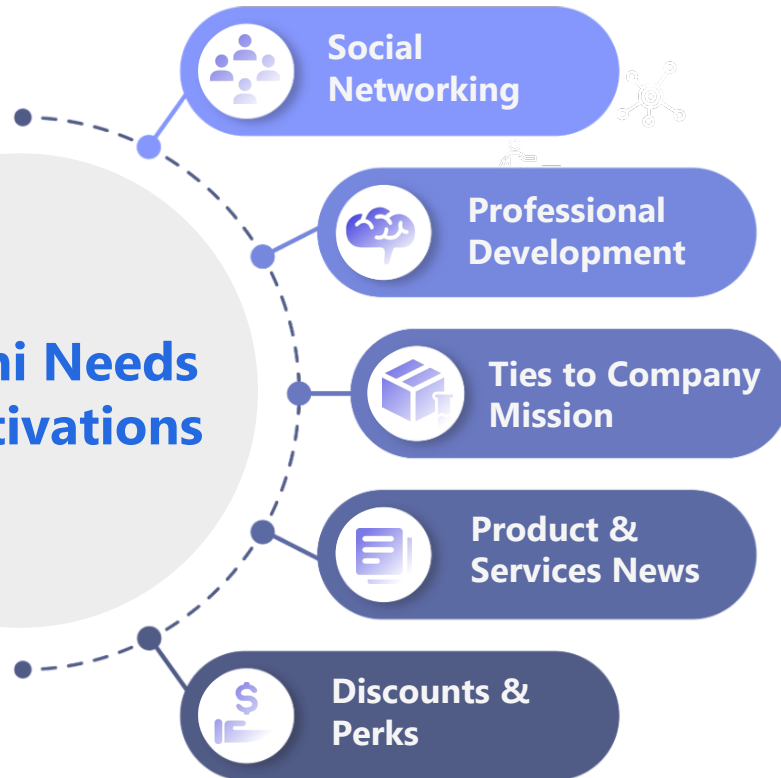 Social
Networking
Professional
Development
ni Needs
tivations
Ties to Company
Mission
Product &
Services News
Discounts &
Perks